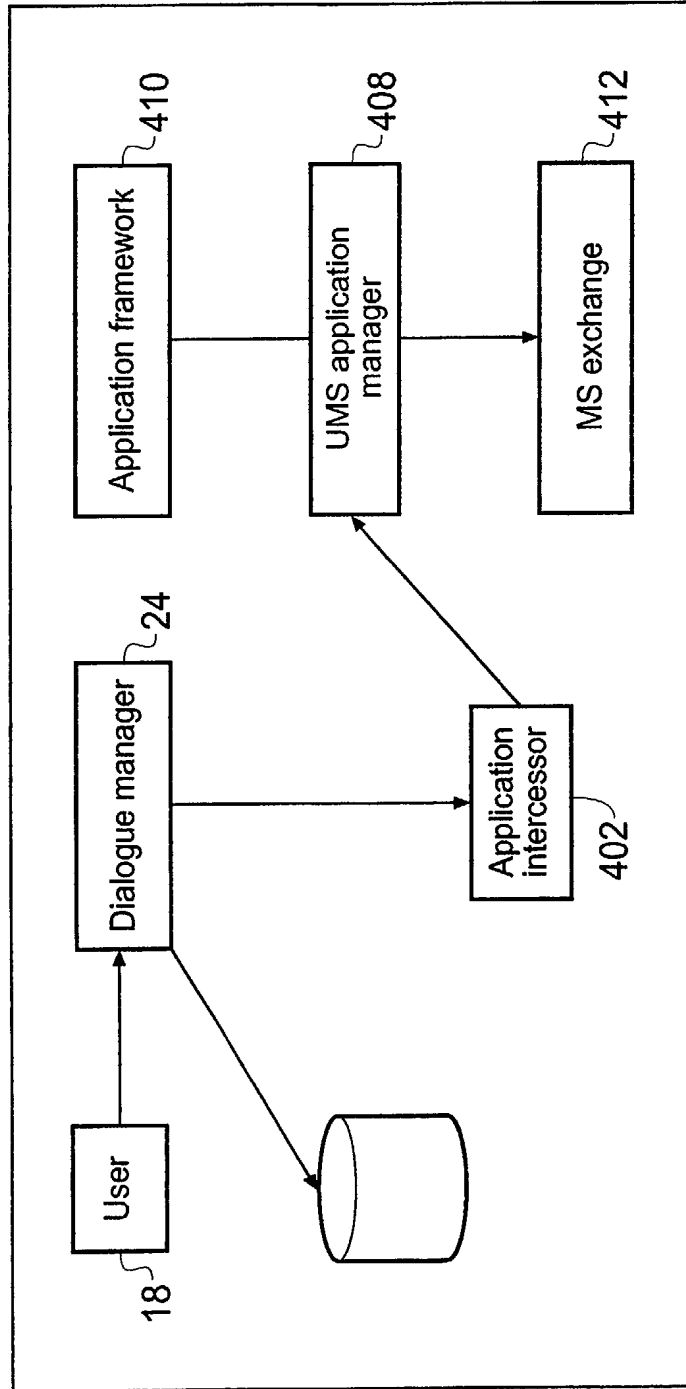 User
18
Dialogue manager
24
Application
intercessor
402
Application framework
410
UMS application
manager
408
MS exchange
412